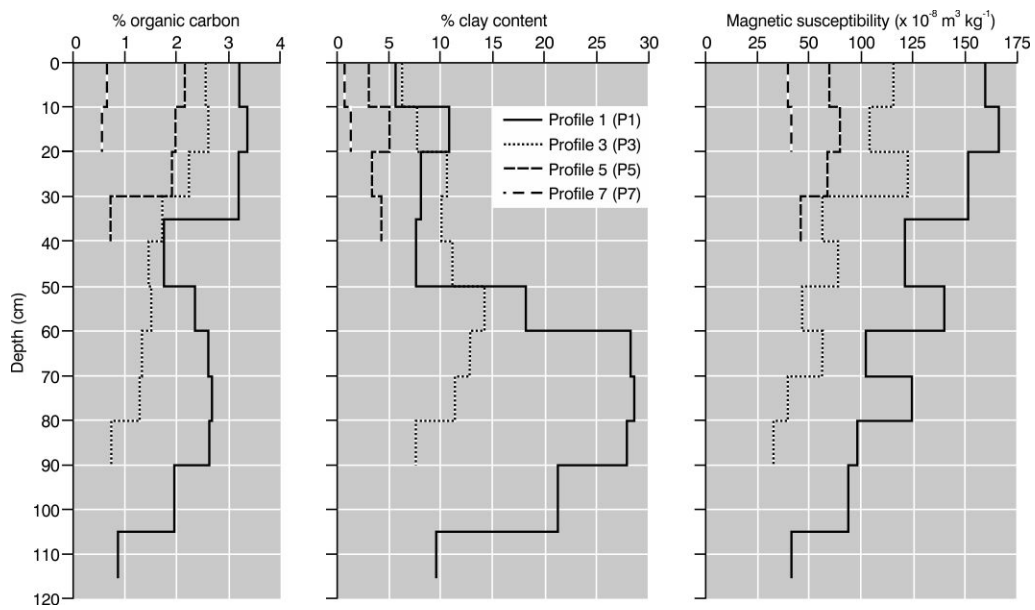 % organic carbon
0 1 2 3 4
% clay content
0 5 10 15 20 25 30
Magnetic susceptibility (x 10⁻⁸ m³ kg⁻¹)
0 25 50 75 100 125 150 175
Depth (cm)
0
10
20
30
40
50
60
70
80
90
100
110
120
Profile 1 (P1)
Profile 3 (P3)
Profile 5 (P5)
Profile 7 (P7)